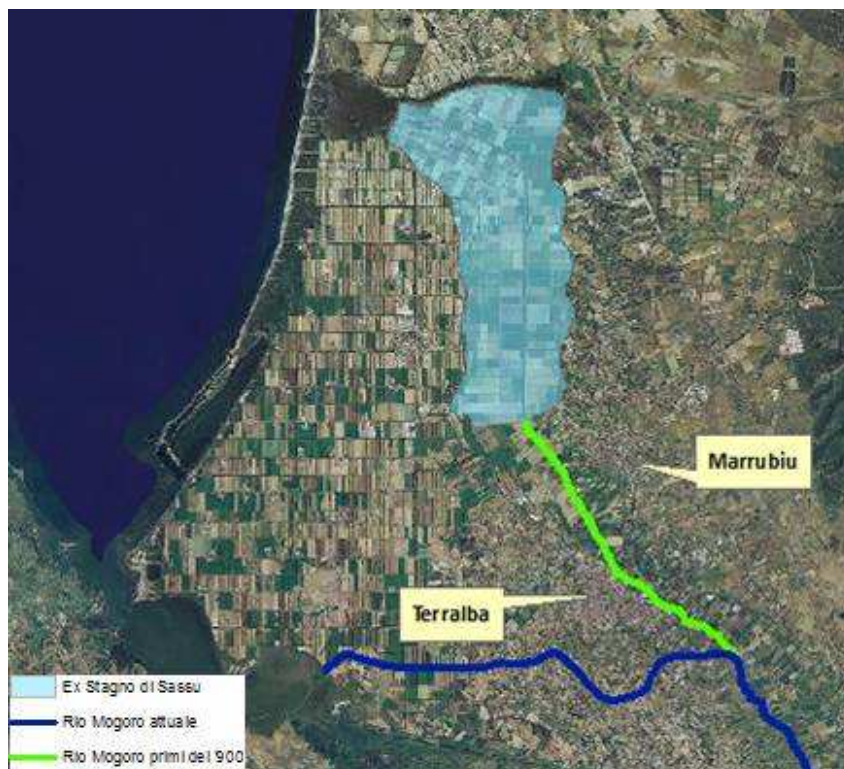 Marrubiu
Terralba
Ex Stagno di Sassu
Rio Mogoro attuale
Rio Mogoro primi del '900